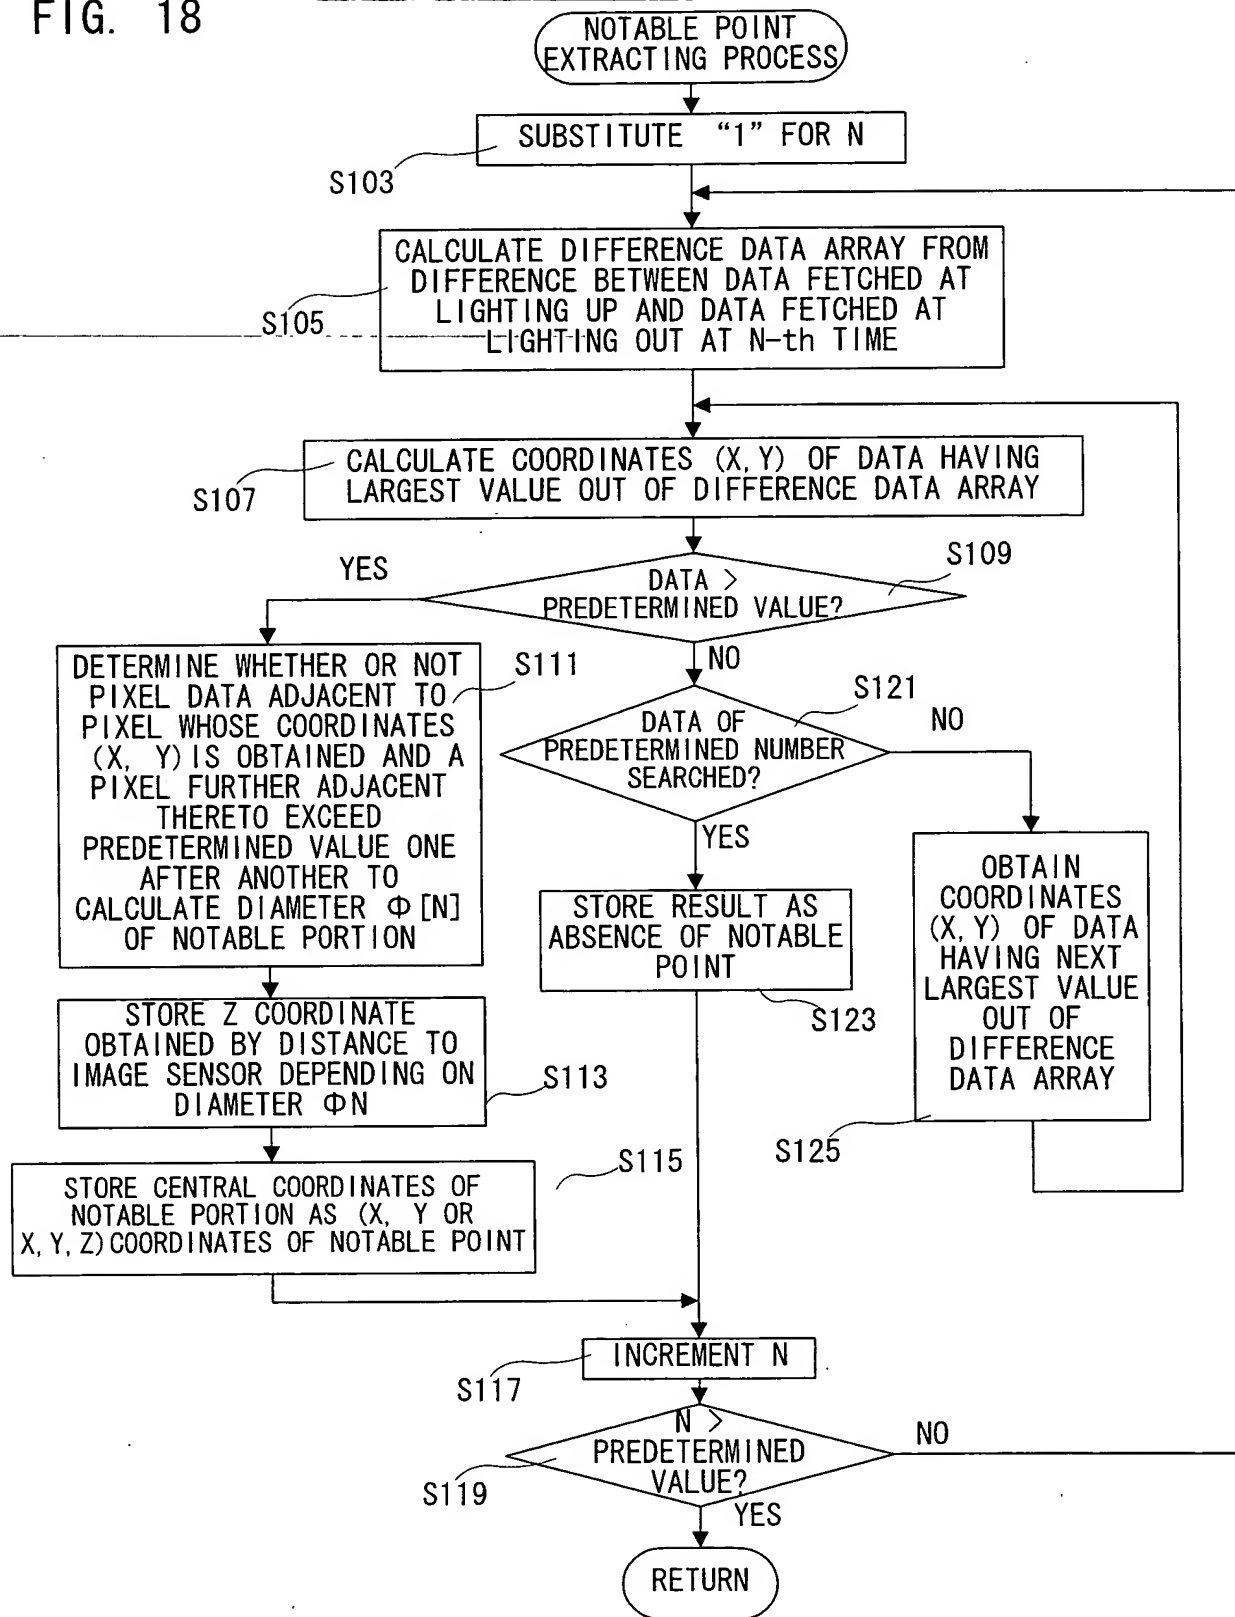 FIG. 18
NOTABLE POINT
EXTRACTING PROCESS
SUBSTITUTE “1” FOR N
S103
CALCULATE DIFFERENCE DATA ARRAY FROM
DIFFERENCE BETWEEN DATA FETCHED AT
LIGHTING UP AND DATA FETCHED AT
LIGHTING OUT AT N-th TIME
S105
CALCULATE COORDINATES (X, Y) OF DATA HAVING
LARGEST VALUE OUT OF DIFFERENCE DATA ARRAY
S107
DATA >
PREDETERMINED VALUE?
S109
YES
NO
DETERMINE WHETHER OR NOT
PIXEL DATA ADJACENT TO
PIXEL WHOSE COORDINATES
(X, Y) IS OBTAINED AND A
PIXEL FURTHER ADJACENT
THERETO EXCEED
PREDETERMINED VALUE ONE
AFTER ANOTHER TO
CALCULATE DIAMETER Φ [N]
OF NOTABLE PORTION
S111
DATA OF
PREDETERMINED NUMBER
SEARCHED?
S121
NO
YES
STORE RESULT AS
ABSENCE OF NOTABLE
POINT
S123
OBTAIN
COORDINATES
(X, Y) OF DATA
HAVING NEXT
LARGEST VALUE
OUT OF
DIFFERENCE
DATA ARRAY
S125
STORE Z COORDINATE
OBTAINED BY DISTANCE TO
IMAGE SENSOR DEPENDING ON
DIAMETER ΦN
S113
STORE CENTRAL COORDINATES OF
NOTABLE PORTION AS (X, Y OR
X, Y, Z) COORDINATES OF NOTABLE POINT
S115
INCREMENT N
S117
N >
PREDETERMINED
VALUE?
S119
NO
YES
RETURN